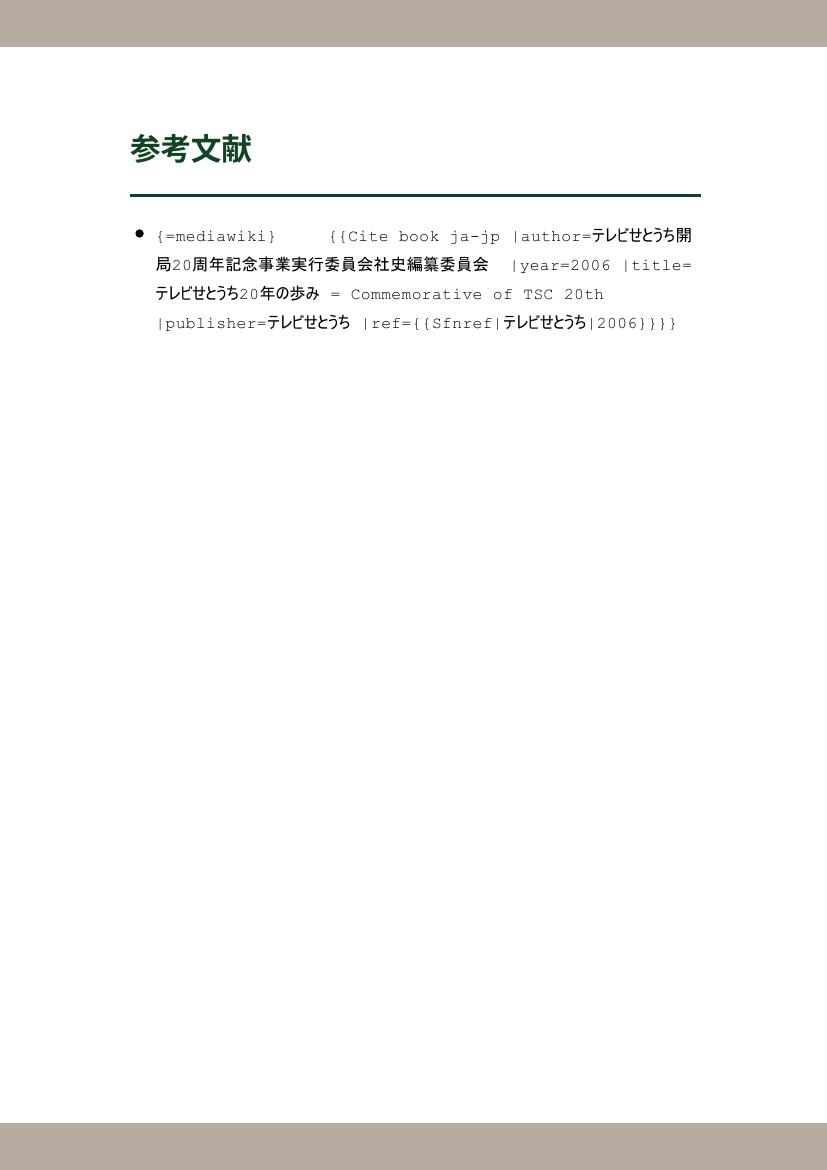 参考文献
● {=mediawiki} {{Cite book ja-jp |author=テレビせとうち開
局20周年記念事業実行委員会社史編纂委員会 |year=2006 |title=
テレビせとうち20年の歩み = Commemorative of TSC 20th
|publisher=テレビせとうち |ref={{Sfnref|テレビせとうち|2006}}}}